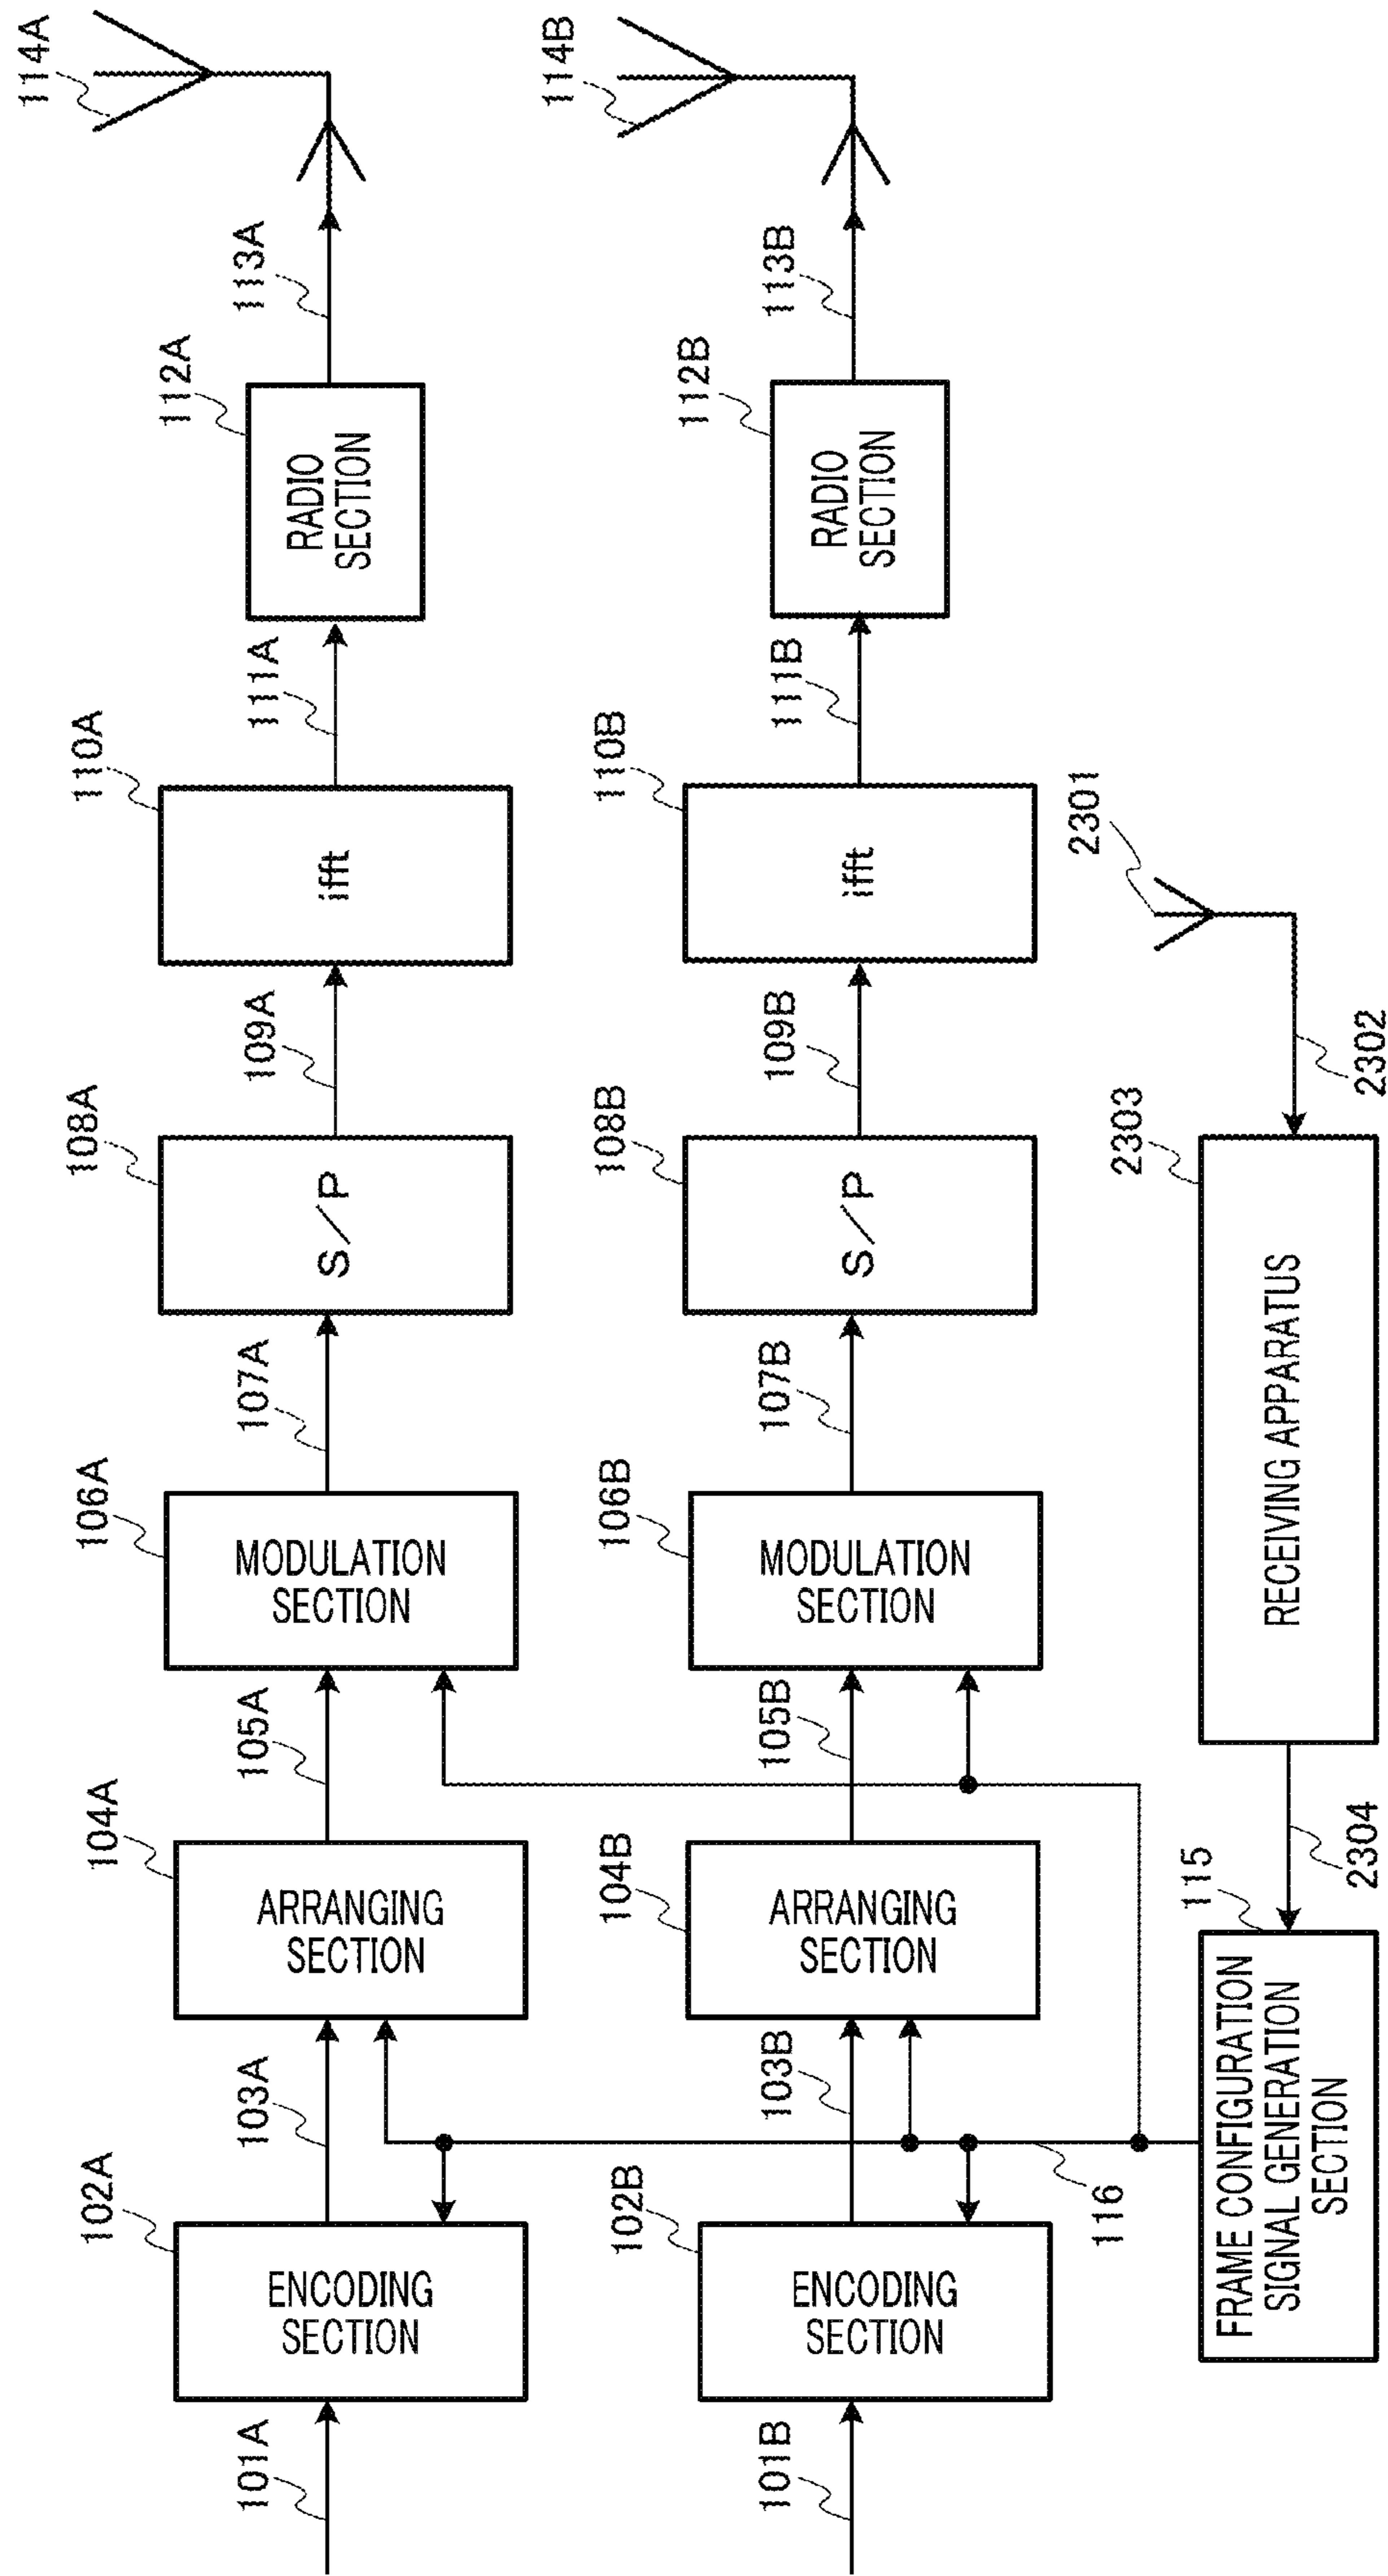 101A
102A
ENCODING
SECTION
103A
104A
ARRANGING
SECTION
105A
106A
MODULATION
SECTION
107A
108A
S/P
109A
110A
ifft
111A
112A
RADIO
SECTION
113A
114A
101B
102B
ENCODING
SECTION
103B
104B
ARRANGING
SECTION
105B
106B
MODULATION
SECTION
107B
108B
S/P
109B
110B
ifft
111B
112B
RADIO
SECTION
113B
114B
116
115
FRAME CONFIGURATION
SIGNAL GENERATION
SECTION
2304
2303
RECEIVING APPARATUS
2302
2301